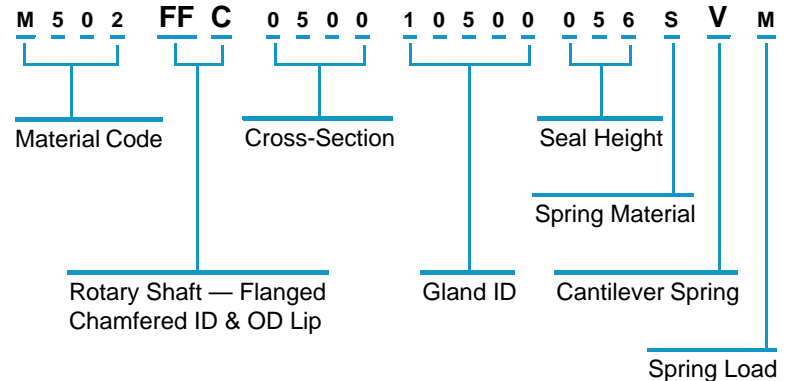 M 5 0 2 FF C 0 5 0 0 1 0 5 0 0 0 5 6 S V M
Material Code Cross-Section Seal Height
Spring Material
Rotary Shaft — Flanged Gland ID Cantilever Spring
Chamfered ID & OD Lip
Spring Load